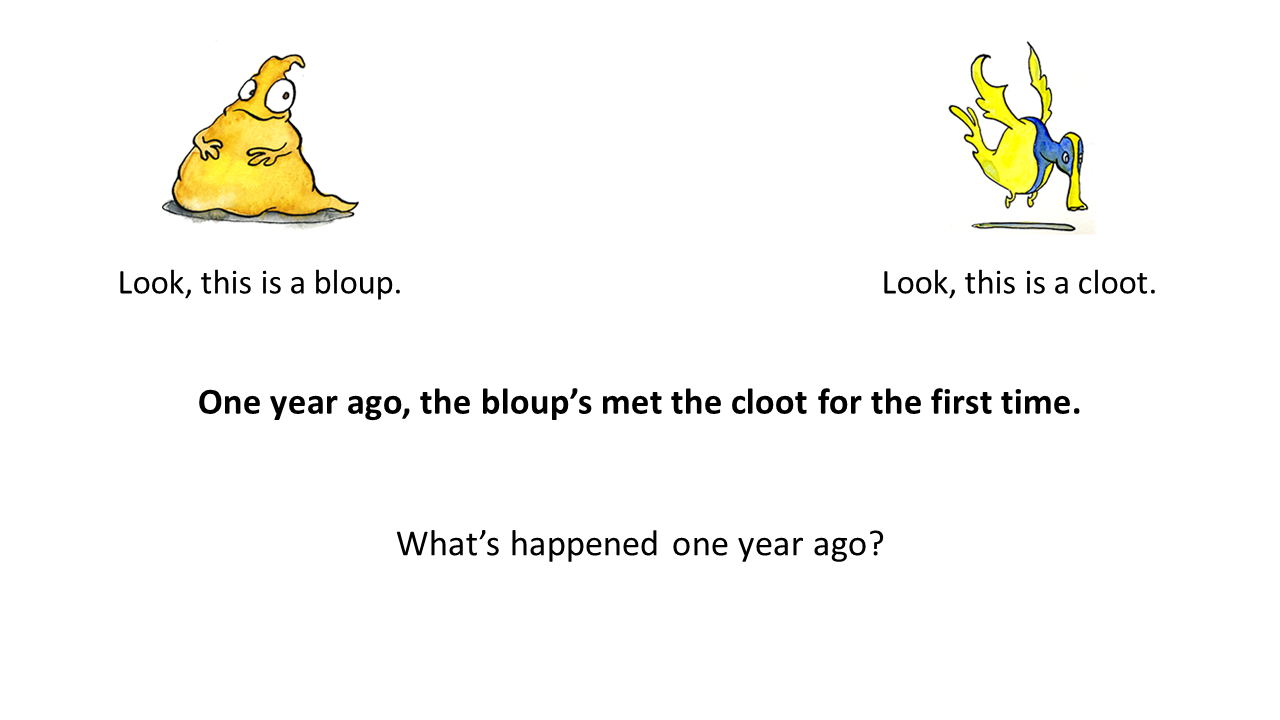 Look, this is a bloup.
Look, this is a cloot.
One year ago, the bloup’s met the cloot for the first time.
What’s happened one year ago?